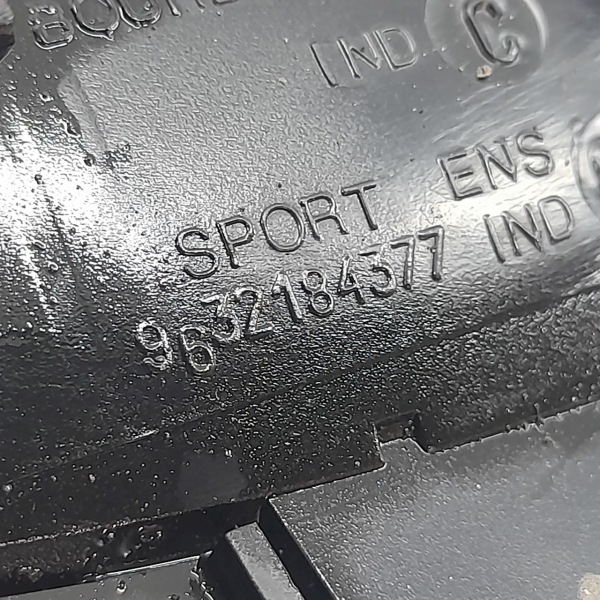 IND C
SPORT ENS
9632184377 IND